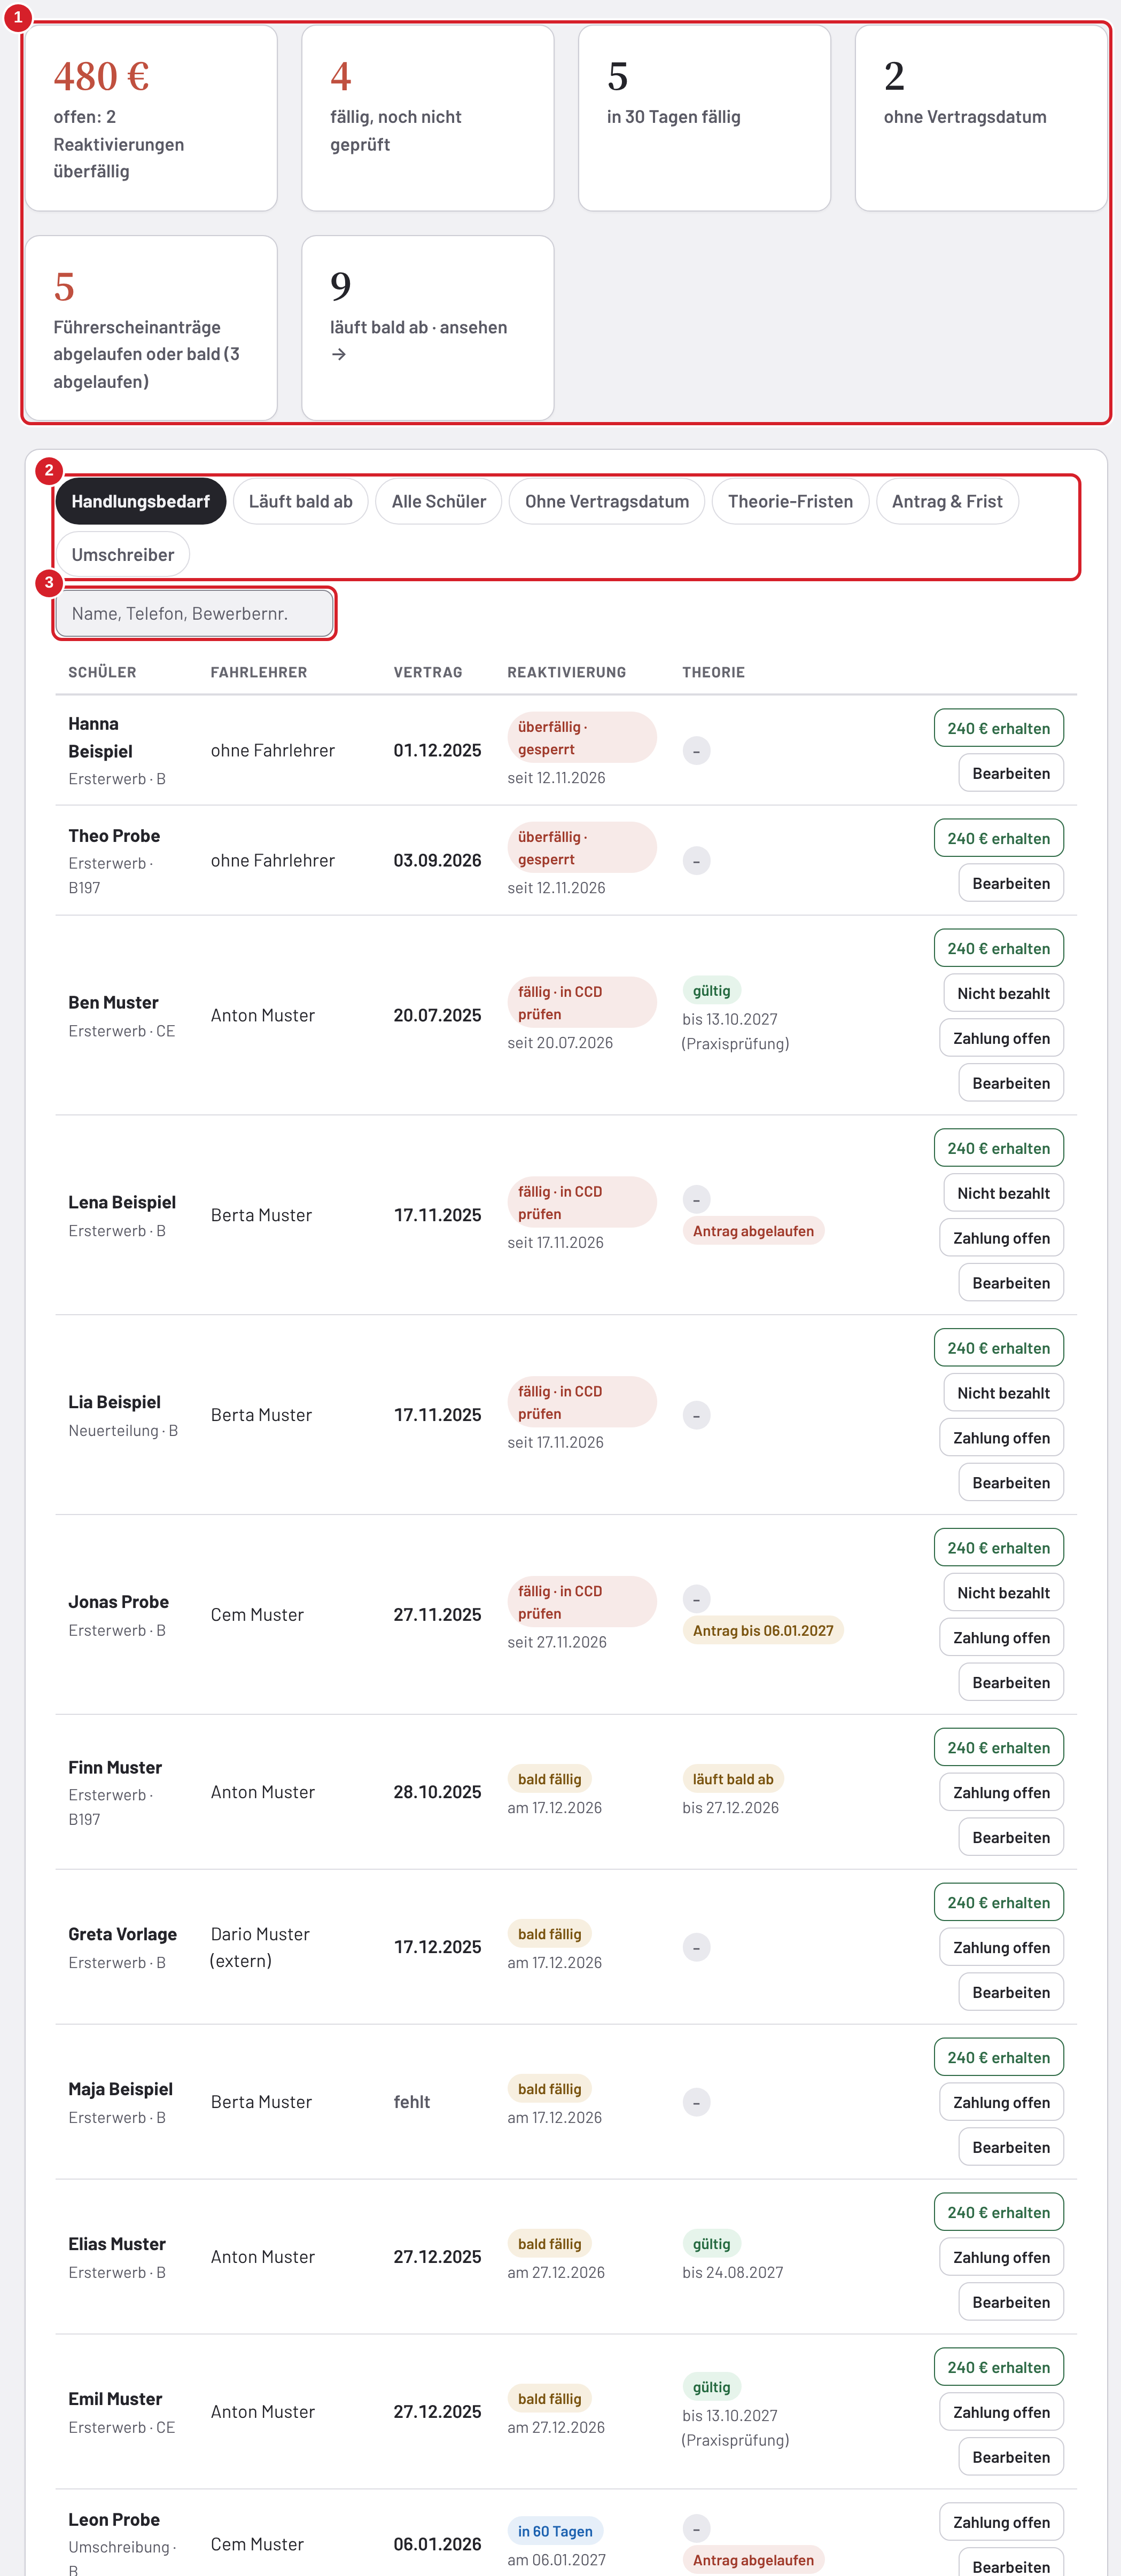 1
480 €
offen: 2
Reaktivierungen
überfällig
4
fällig, noch nicht
geprüft
5
in 30 Tagen fällig
2
ohne Vertragsdatum
5
Führerscheinanträge
abgelaufen oder bald (3
abgelaufen)
9
läuft bald ab · ansehen
→
2
Handlungsbedarf Läuft bald ab Alle Schüler Ohne Vertragsdatum Theorie-Fristen Antrag & Frist
Umschreiber
3
Name, Telefon, Bewerbernr.
SCHÜLER FAHRLEHRER VERTRAG REAKTIVIERUNG THEORIE
Hanna
Beispiel
Ersterwerb · B
ohne Fahrlehrer
01.12.2025
überfällig ·
gesperrt
seit 12.11.2026
–
240 € erhalten
Bearbeiten
Theo Probe
Ersterwerb ·
B197
ohne Fahrlehrer
03.09.2026
überfällig ·
gesperrt
seit 12.11.2026
–
240 € erhalten
Bearbeiten
Ben Muster
Ersterwerb · CE
Anton Muster
20.07.2025
fällig · in CCD
prüfen
seit 20.07.2026
gültig
bis 13.10.2027
(Praxisprüfung)
240 € erhalten
Nicht bezahlt
Zahlung offen
Bearbeiten
Lena Beispiel
Ersterwerb · B
Berta Muster
17.11.2025
fällig · in CCD
prüfen
seit 17.11.2026
–
Antrag abgelaufen
240 € erhalten
Nicht bezahlt
Zahlung offen
Bearbeiten
Lia Beispiel
Neuerteilung · B
Berta Muster
17.11.2025
fällig · in CCD
prüfen
seit 17.11.2026
–
240 € erhalten
Nicht bezahlt
Zahlung offen
Bearbeiten
Jonas Probe
Ersterwerb · B
Cem Muster
27.11.2025
fällig · in CCD
prüfen
seit 27.11.2026
–
Antrag bis 06.01.2027
240 € erhalten
Nicht bezahlt
Zahlung offen
Bearbeiten
Finn Muster
Ersterwerb ·
B197
Anton Muster
28.10.2025
bald fällig
am 17.12.2026
läuft bald ab
bis 27.12.2026
240 € erhalten
Zahlung offen
Bearbeiten
Greta Vorlage
Ersterwerb · B
Dario Muster
(extern)
17.12.2025
bald fällig
am 17.12.2026
–
240 € erhalten
Zahlung offen
Bearbeiten
Maja Beispiel
Ersterwerb · B
Berta Muster
fehlt
bald fällig
am 17.12.2026
–
240 € erhalten
Zahlung offen
Bearbeiten
Elias Muster
Ersterwerb · B
Anton Muster
27.12.2025
bald fällig
am 27.12.2026
gültig
bis 24.08.2027
240 € erhalten
Zahlung offen
Bearbeiten
Emil Muster
Ersterwerb · CE
Anton Muster
27.12.2025
bald fällig
am 27.12.2026
gültig
bis 13.10.2027
(Praxisprüfung)
240 € erhalten
Zahlung offen
Bearbeiten
Leon Probe
Umschreibung ·
B
Cem Muster
06.01.2026
in 60 Tagen
am 06.01.2027
–
Antrag abgelaufen
Zahlung offen
Bearbeiten